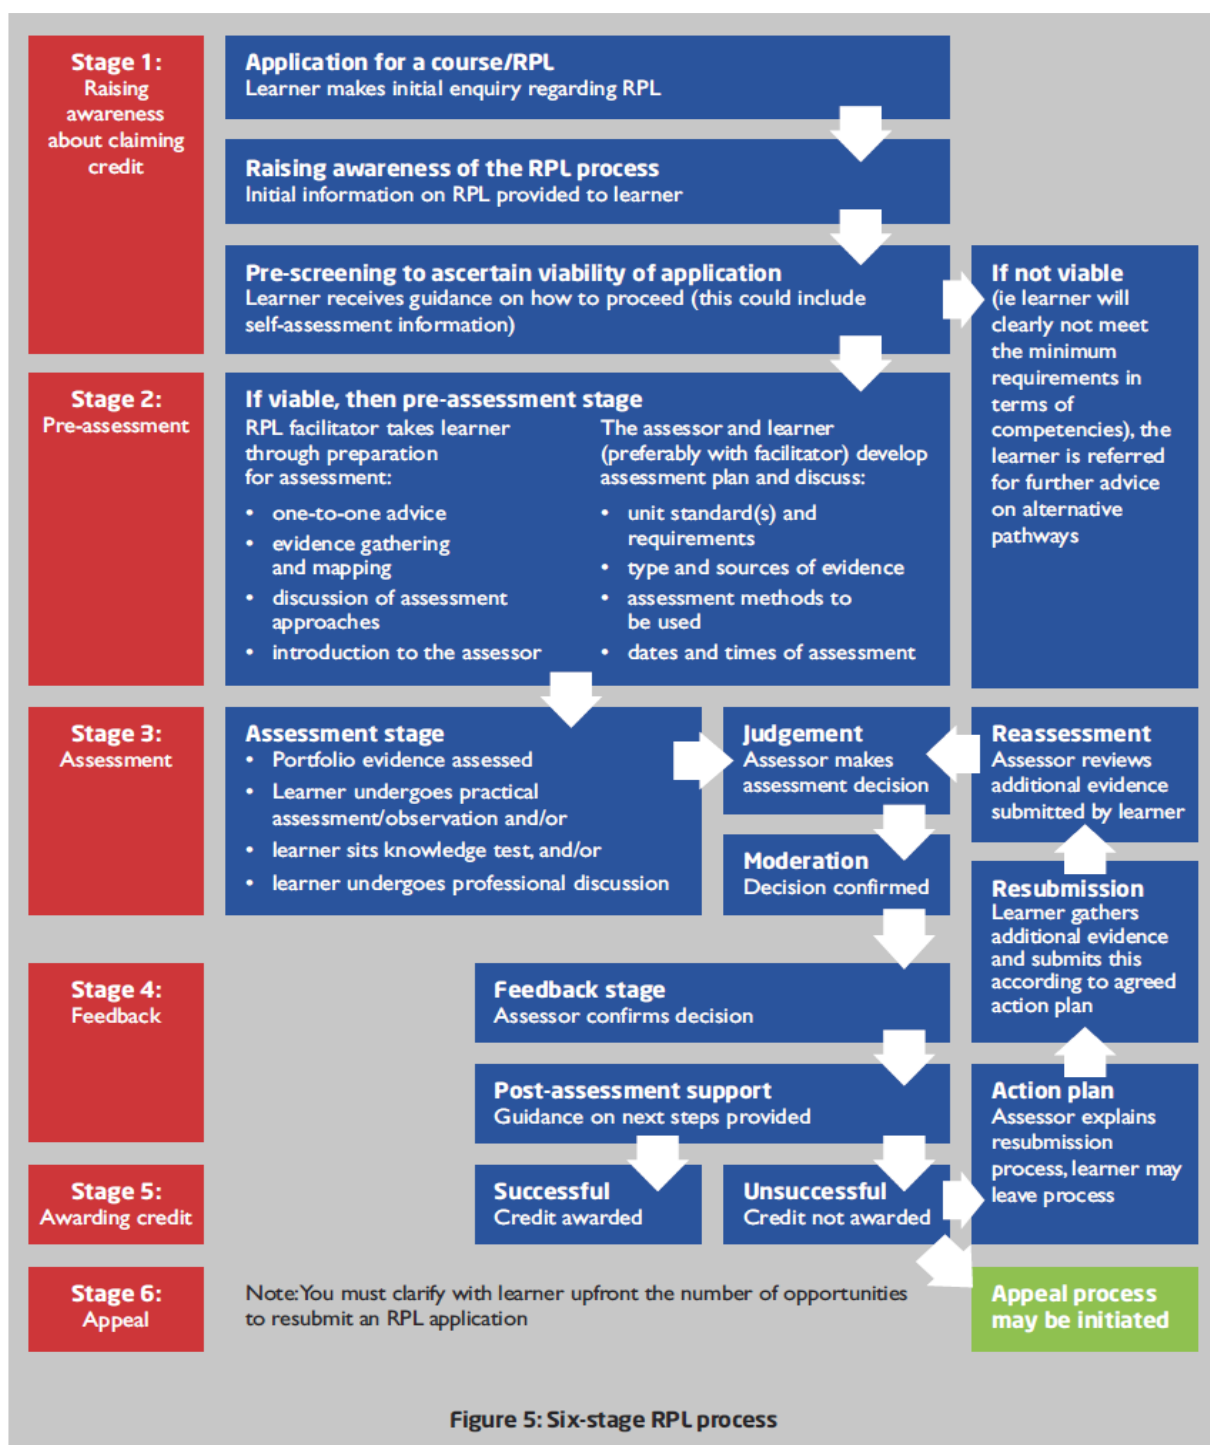 Stage 1:
Raising
awareness
about claiming
credit
Application for a course/RPL
Learner makes initial enquiry regarding RPL
Raising awareness of the RPL process
Initial information on RPL provided to learner
Pre-screening to ascertain viability of application
Learner receives guidance on how to proceed (this could include
self-assessment information)
If not viable
(ie learner will
clearly not meet
the minimum
requirements in
terms of
competencies), the
learner is referred
for further advice
on alternative
pathways
Stage 2:
Pre-assessment
If viable, then pre-assessment stage
RPL facilitator takes learner
through preparation
for assessment:
• one-to-one advice
• evidence gathering
and mapping
• discussion of assessment
approaches
• introduction to the assessor
The assessor and learner
(preferably with facilitator) develop
assessment plan and discuss:
• unit standard(s) and
requirements
• type and sources of evidence
• assessment methods to
be used
• dates and times of assessment
Stage 3:
Assessment
Assessment stage
• Portfolio evidence assessed
• Learner undergoes practical
assessment/observation and/or
• learner sits knowledge test, and/or
• learner undergoes professional discussion
Judgement
Assessor makes
assessment decision
Moderation
Decision confirmed
Reassessment
Assessor reviews
additional evidence
submitted by learner
Resubmission
Learner gathers
additional evidence
and submits this
according to agreed
action plan
Stage 4:
Feedback
Feedback stage
Assessor confirms decision
Post-assessment support
Guidance on next steps provided
Action plan
Assessor explains
resubmission
process, learner may
leave process
Stage 5:
Awarding credit
Successful
Credit awarded
Unsuccessful
Credit not awarded
Stage 6:
Appeal
Note: You must clarify with learner upfront the number of opportunities
to resubmit an RPL application
Appeal process
may be initiated
Figure 5: Six-stage RPL process